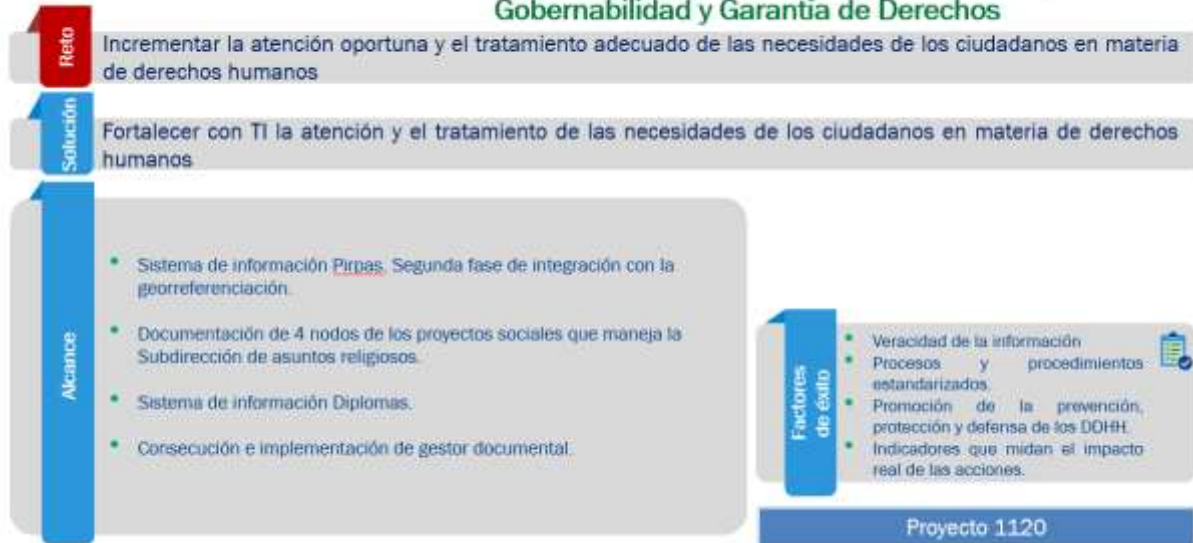 Gobernabilidad y Garantía de Derechos
Reto
Incrementar la atención oportuna y el tratamiento adecuado de las necesidades de los ciudadanos en materia
de derechos humanos
Solución
Fortalecer con TI la atención y el tratamiento de las necesidades de los ciudadanos en materia de derechos
humanos
Alcance
• Sistema de información Pirpas. Segunda fase de integración con la
georreferenciación.
• Documentación de 4 nodos de los proyectos sociales que maneja la
Subdirección de asuntos religiosos.
• Sistema de información Diplomas.
• Consecución e implementación de gestor documental.
Factores
de éxito
• Veracidad de la información
• Procesos y procedimientos
estandarizados.
• Promoción de la prevención,
protección y defensa de los DDHH.
• Indicadores que midan el impacto
real de las acciones.
Proyecto 1120